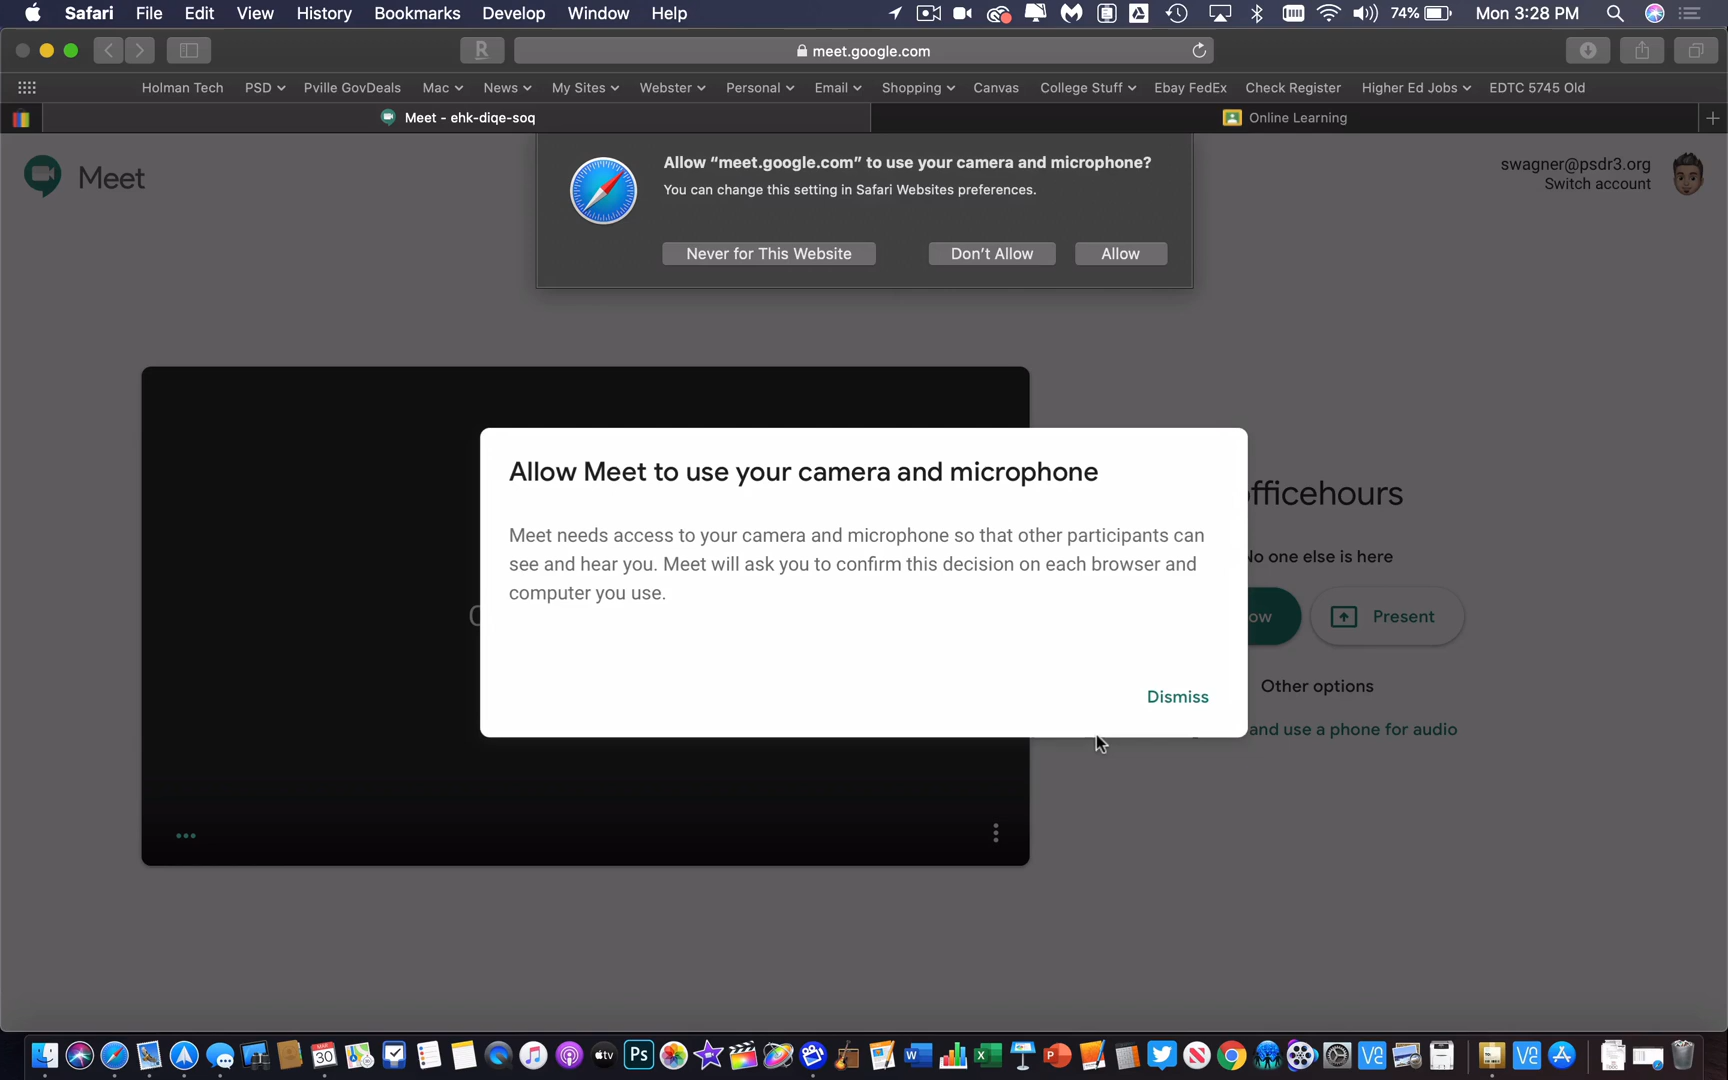 Safari File Edit View History Bookmarks Develop Window Help 74% Mon 3:28 PM
R meet.google.com
Holman Tech PSD Pville GovDeals Mac News My Sites Webster Personal Email Shopping Canvas College Stuff Ebay FedEx Check Register Higher Ed Jobs EDTC 5745 Old
Meet - ehk-diqe-soq Online Learning
Meet
swagner@psdr3.org
Switch account
Allow “meet.google.com” to use your camera and microphone?
You can change this setting in Safari Websites preferences.
Never for This Website Don’t Allow Allow
Allow Meet to use your camera and microphone
Meet needs access to your camera and microphone so that other participants can
see and hear you. Meet will ask you to confirm this decision on each browser and
computer you use.
Dismiss
fficehours
No one else is here
ow Present
Other options
and use a phone for audio
MAR
30
tv
Ps
W
X
P
VC
VC